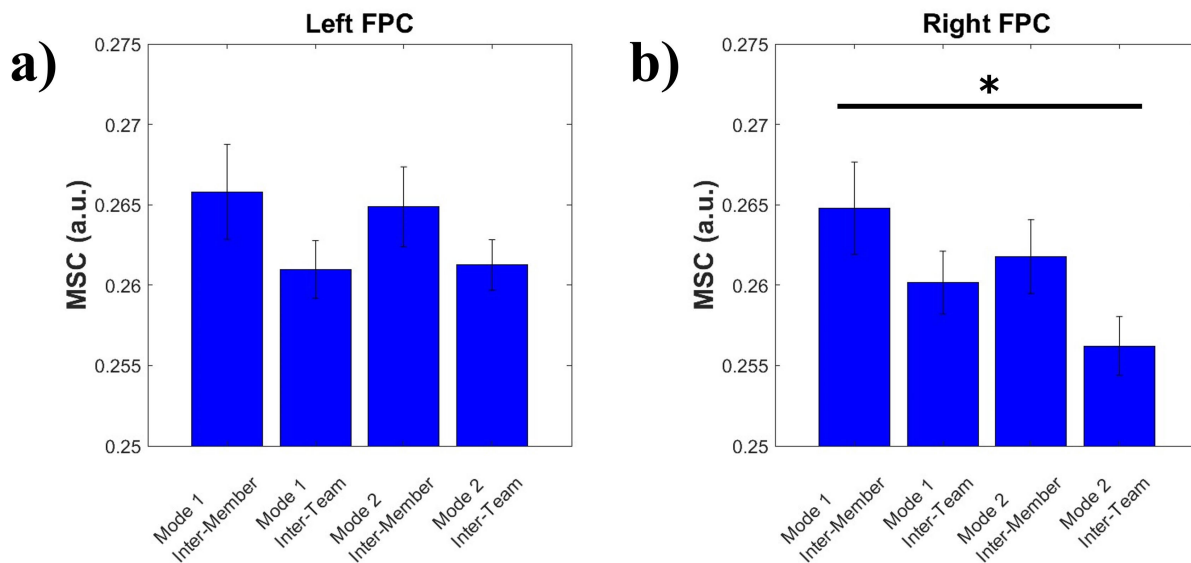 a)
Left FPC
MSC (a.u.)
0.275
0.27
0.265
0.26
0.255
0.25
Mode 1
Inter-Member
Mode 1
Inter-Team
Mode 2
Inter-Member
Mode 2
Inter-Team
b)
Right FPC
*
MSC (a.u.)
0.275
0.27
0.265
0.26
0.255
0.25
Mode 1
Inter-Member
Mode 1
Inter-Team
Mode 2
Inter-Member
Mode 2
Inter-Team